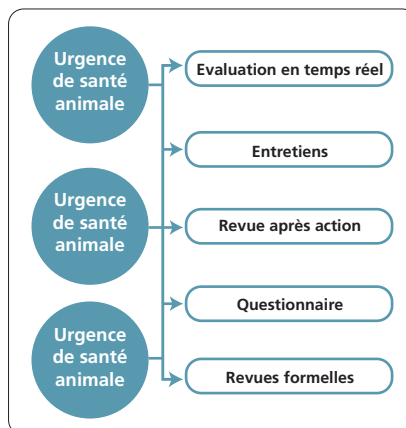 Urgence
de santé
animale
Evaluation en temps réel
Entretiens
Urgence
de santé
animale
Revue après action
Questionnaire
Urgence
de santé
animale
Revues formelles